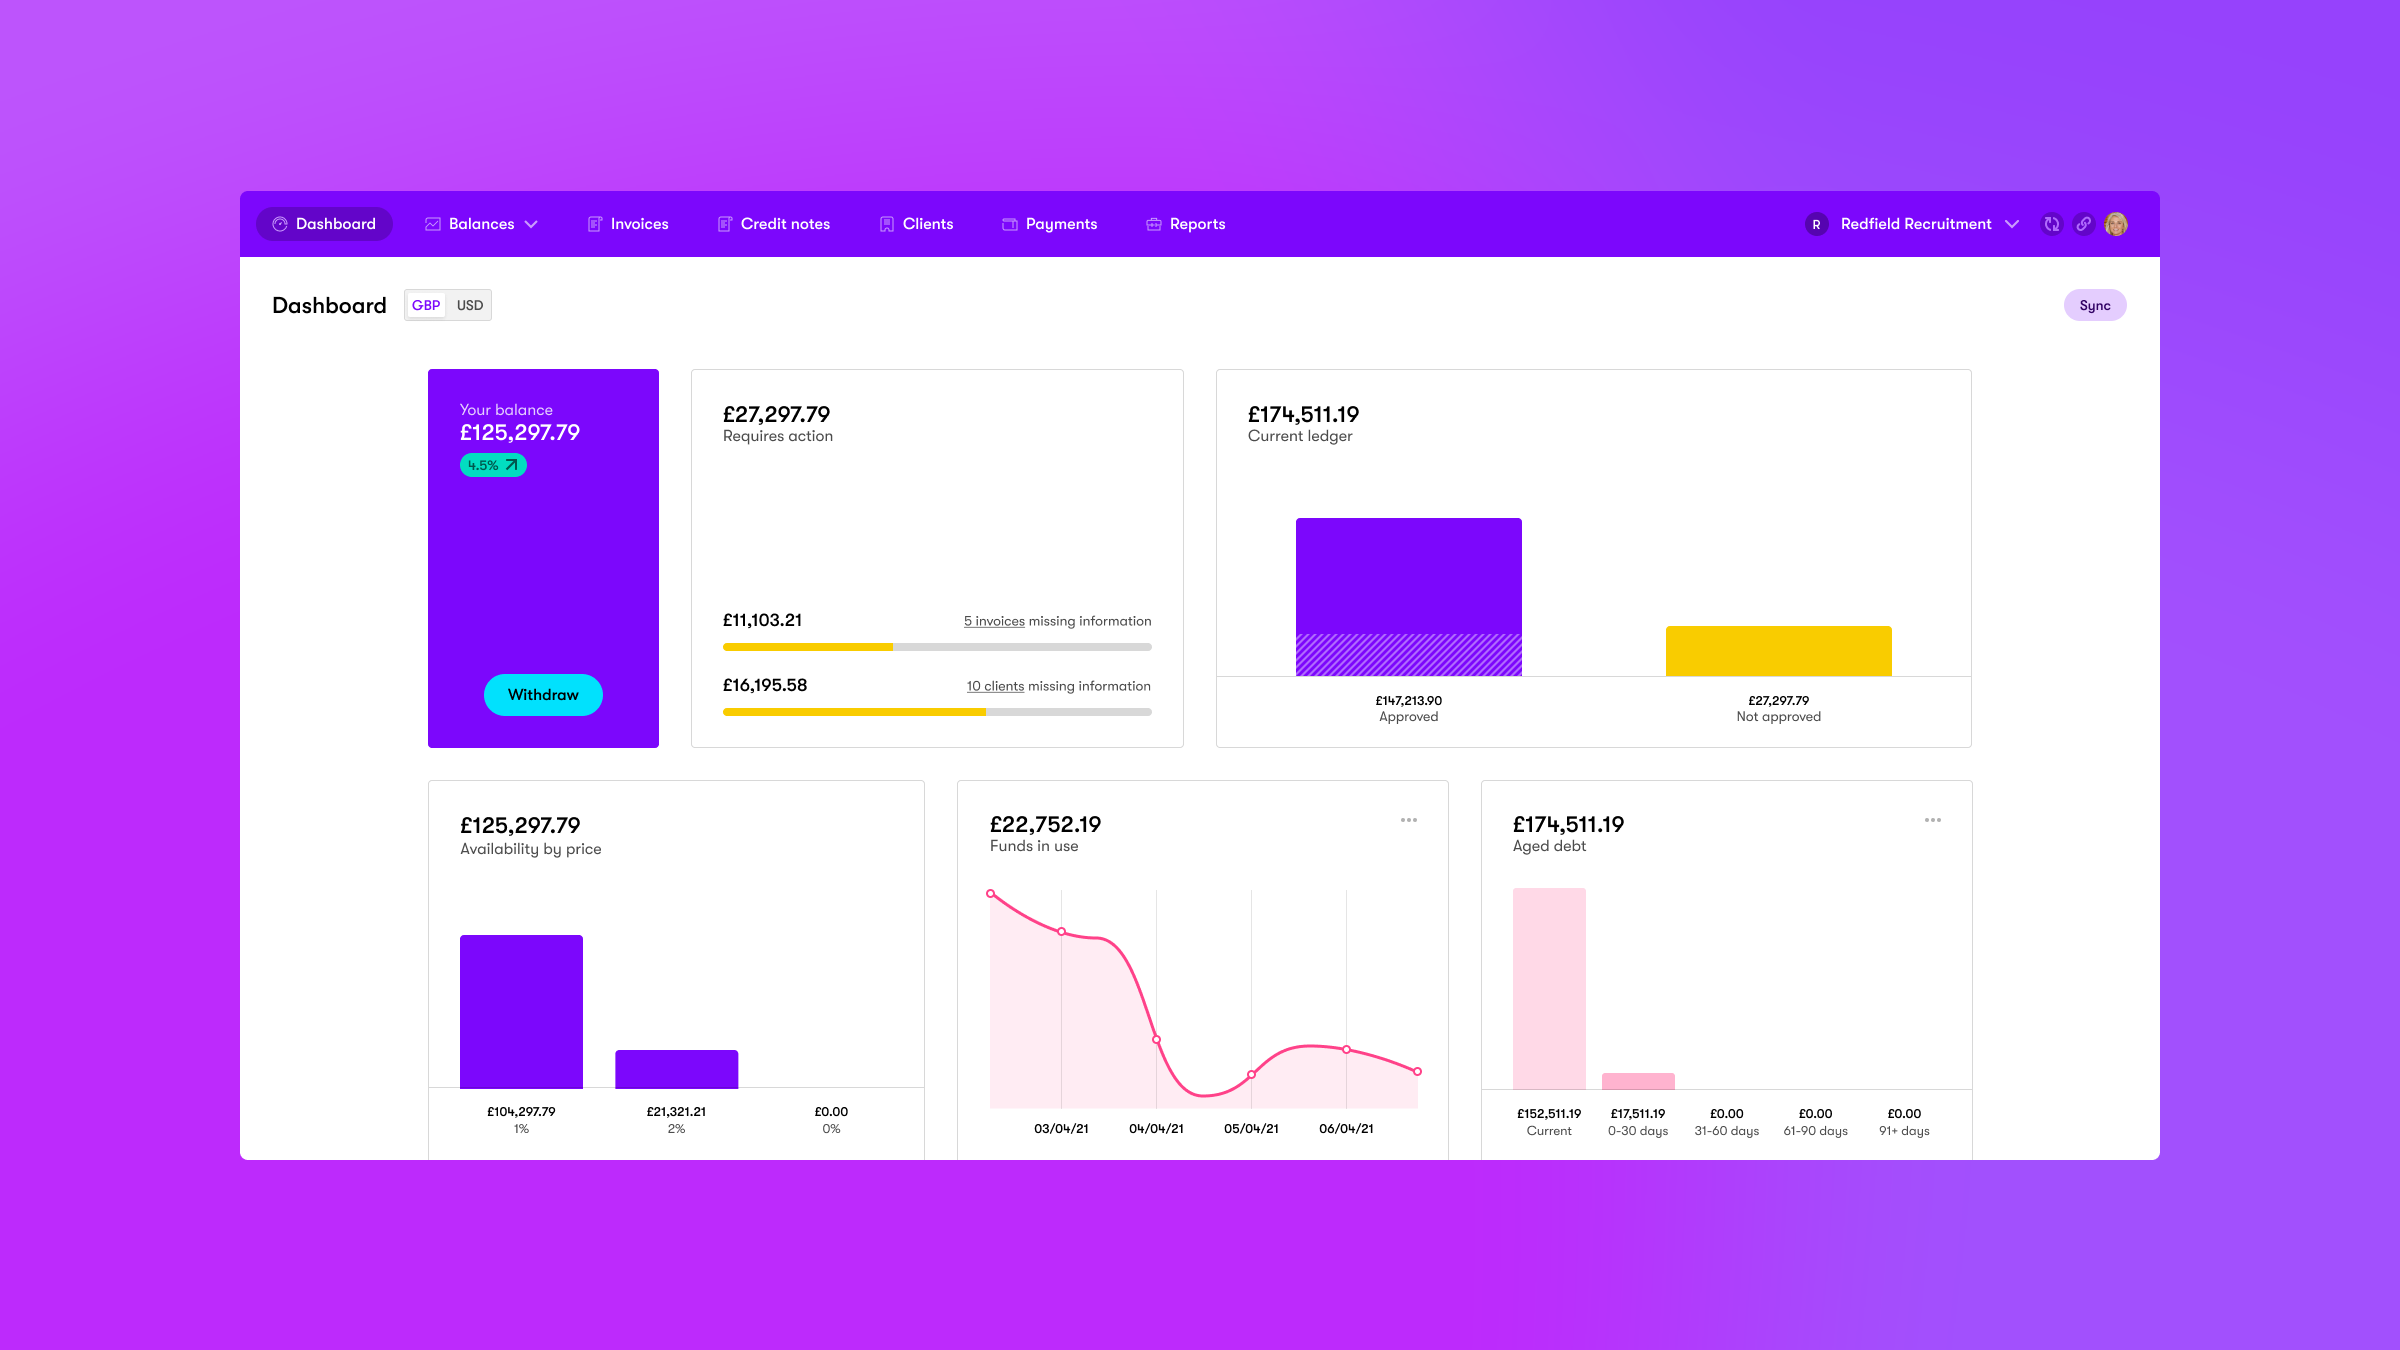 Dashboard Balances Invoices Credit notes Clients Payments Reports R Redfield Recruitment
Dashboard GBP USD Sync
Your balance
£125,297.79
4.5%
Withdraw
£27,297.79
Requires action
£11,103.21 5 invoices missing information
£16,195.58 10 clients missing information
£174,511.19
Current ledger
£147,213.90 £27,297.79
Approved Not approved
£125,297.79
Availability by price
£104,297.79 £21,321.21 £0.00
1% 2% 0%
£22,752.19
Funds in use
03/04/21 04/04/21 05/04/21 06/04/21
£174,511.19
Aged debt
£152,511.19 £17,511.19 £0.00 £0.00 £0.00
Current 0-30 days 31-60 days 61-90 days 91+ days